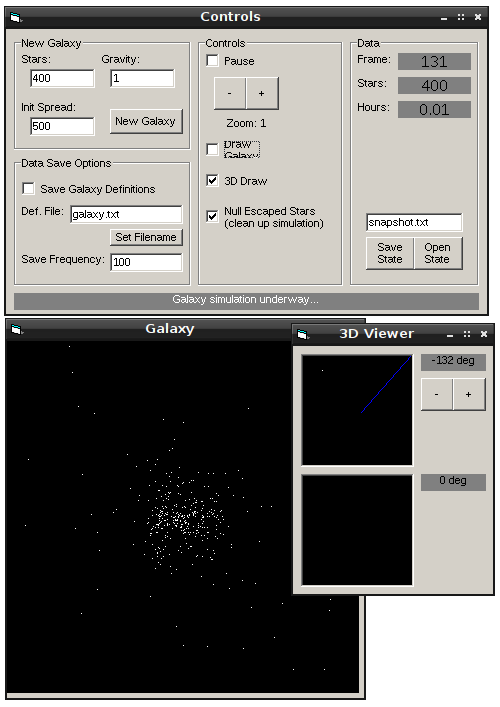 Controls
New Galaxy
Stars:
Gravity:
400
1
Init Spread:
500
New Galaxy
Data Save Options
Save Galaxy Definitions
Def. File:
galaxy.txt
Set Filename
Save Frequency:
100
Controls
Pause
-
+
Zoom: 1
Draw
Galaxy
3D Draw
Null Escaped Stars
(clean up simulation)
Data
Frame:
131
Stars:
400
Hours:
0.01
snapshot.txt
Save
State
Open
State
Galaxy simulation underway...
Galaxy
3D Viewer
-132 deg
-
+
0 deg